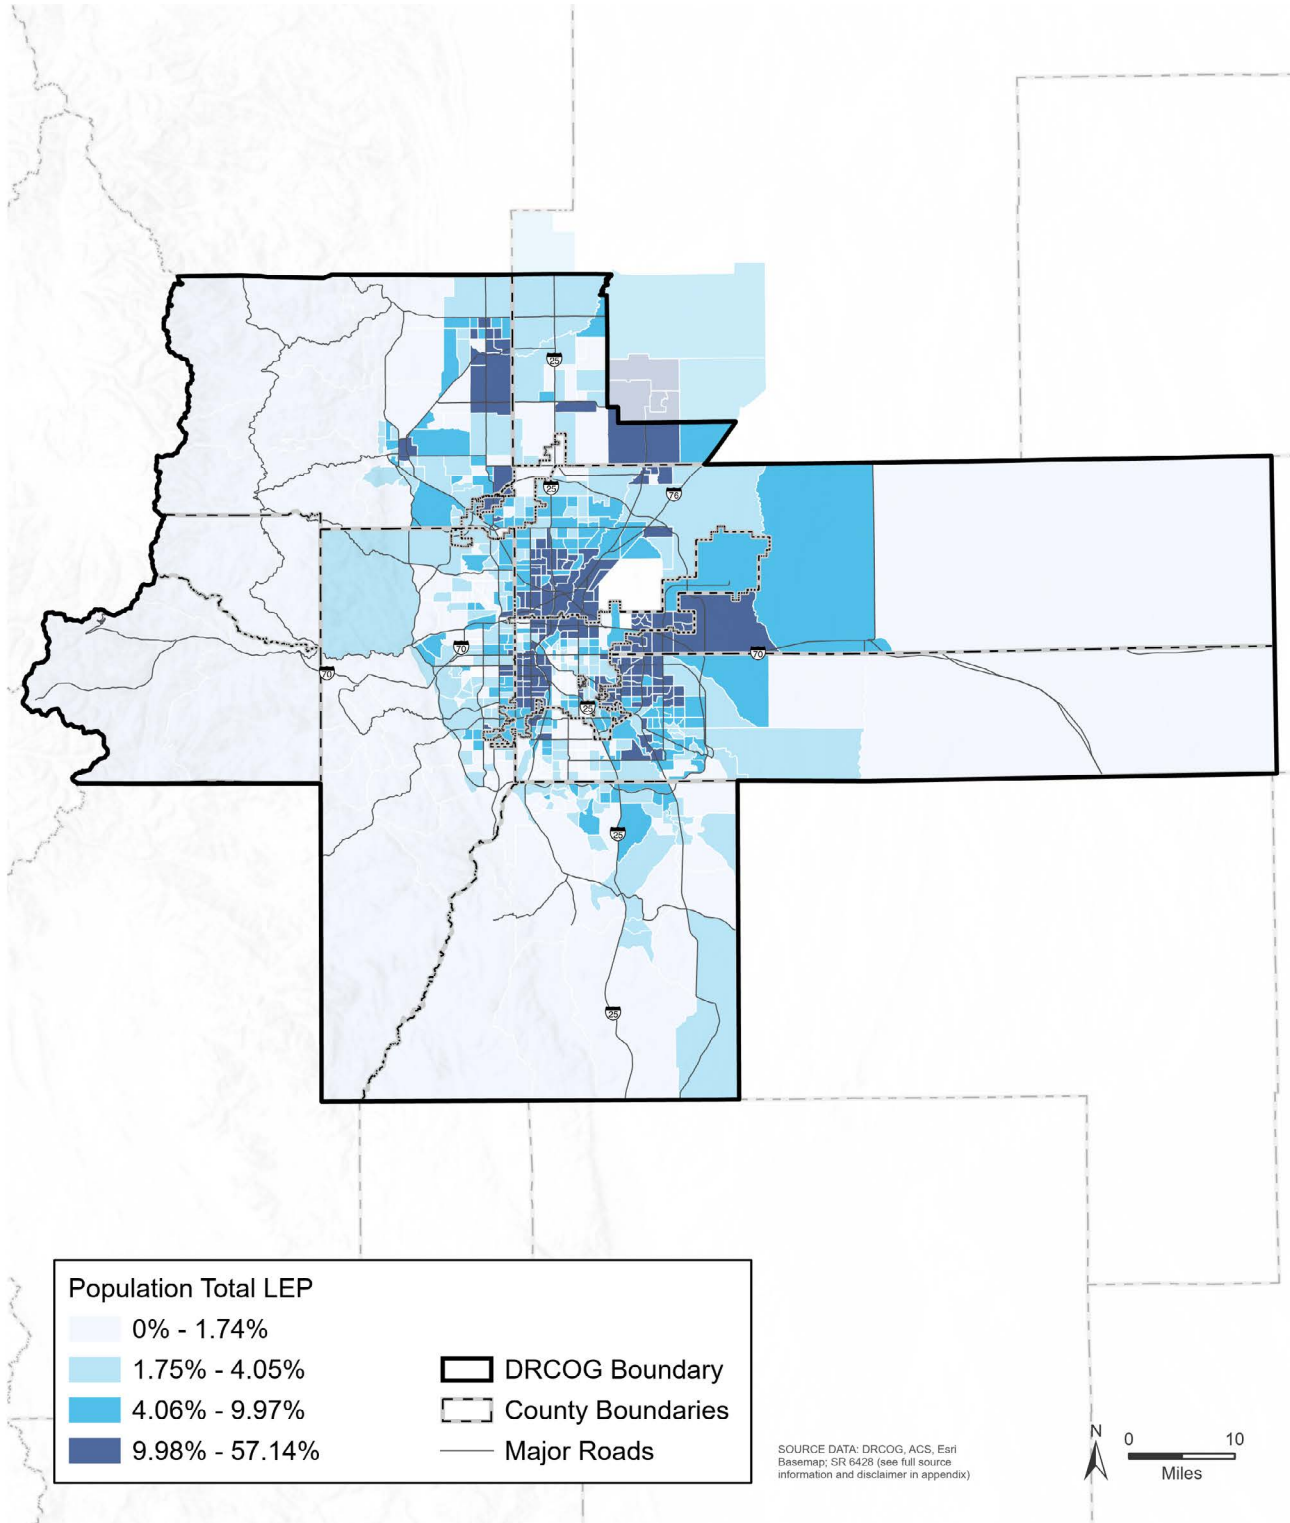 25
25
76
70
70
70
25
25
25
Population Total LEP
0% - 1.74%
1.75% - 4.05%
4.06% - 9.97%
9.98% - 57.14%
DRCOG Boundary
County Boundaries
Major Roads
SOURCE DATA: DRCOG, ACS, Esri
Basemap; SR 6428 (see full source
information and disclaimer in appendix)
N
0 10
Miles